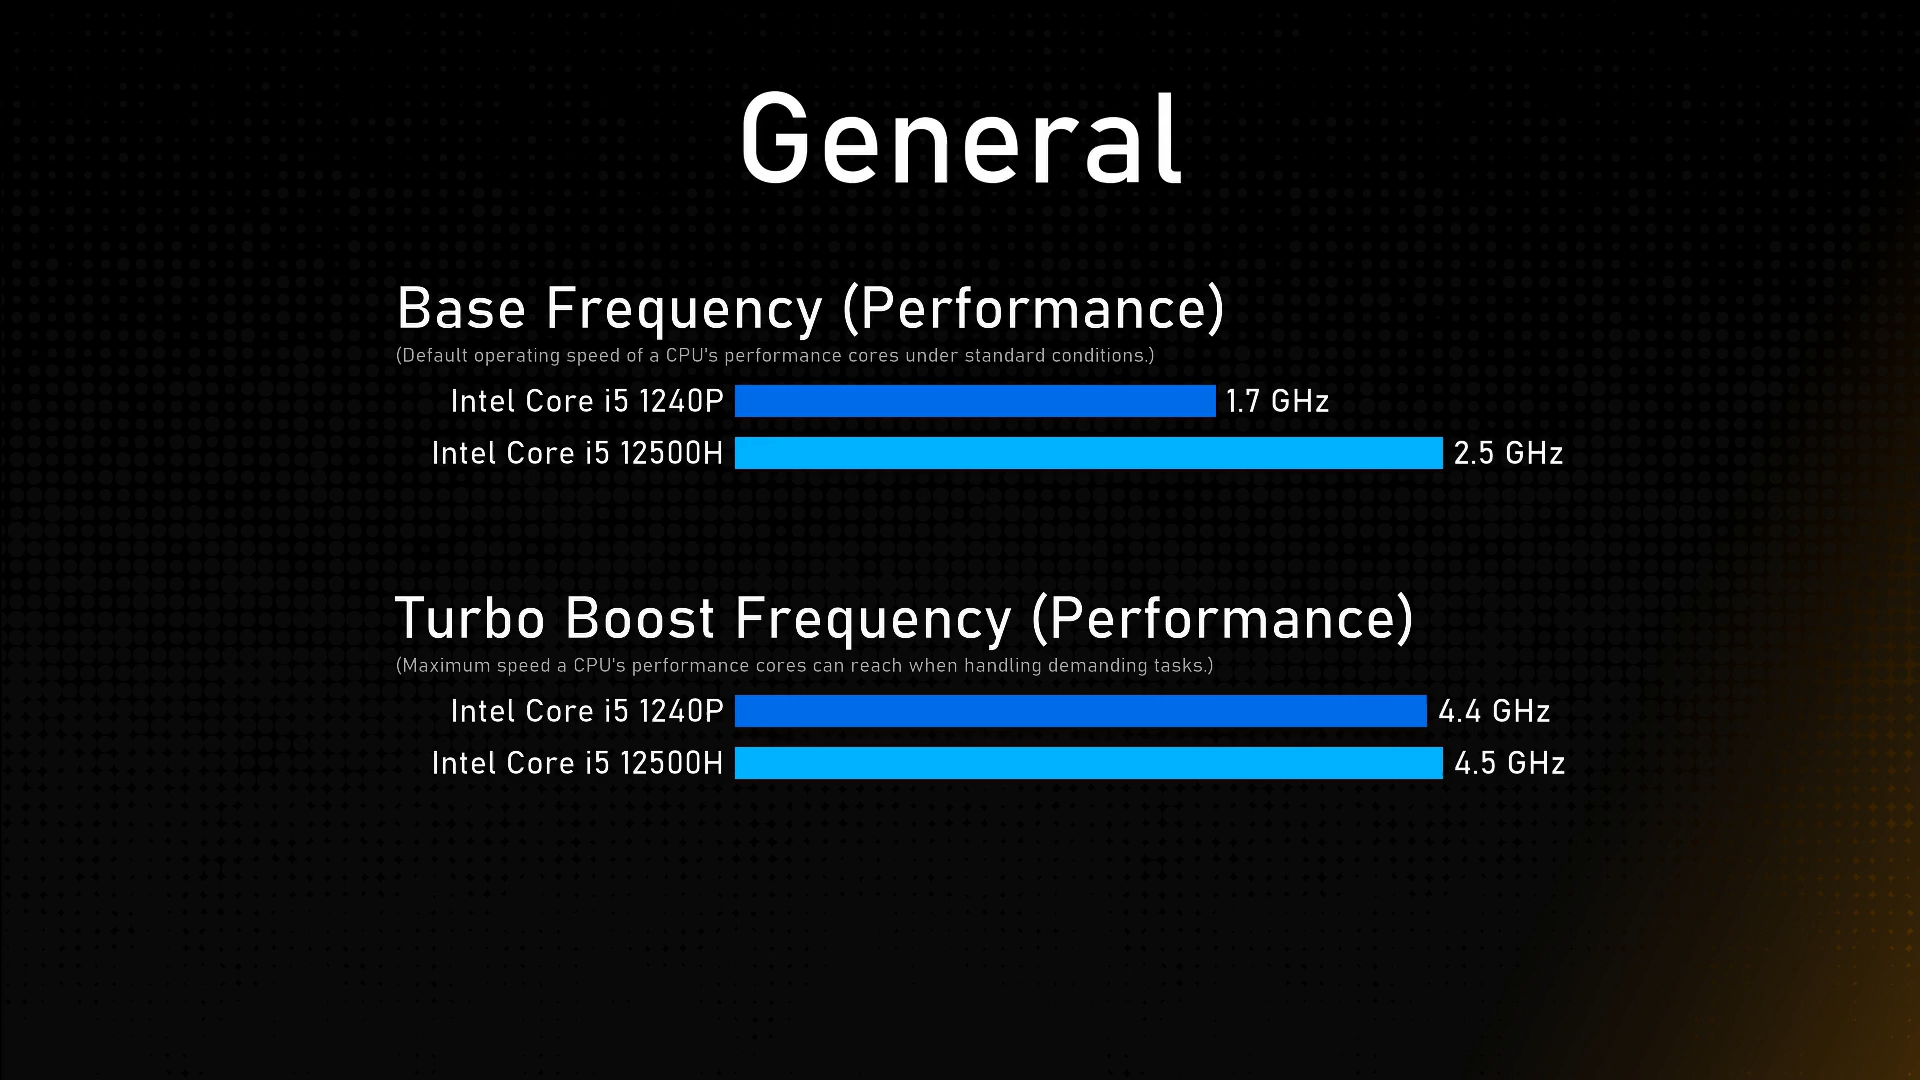 General
Base Frequency (Performance)
(Default operating speed of a CPU's performance cores under standard conditions.)
Intel Core i5 1240P 1.7 GHz
Intel Core i5 12500H 2.5 GHz
Turbo Boost Frequency (Performance)
(Maximum speed a CPU's performance cores can reach when handling demanding tasks.)
Intel Core i5 1240P 4.4 GHz
Intel Core i5 12500H 4.5 GHz